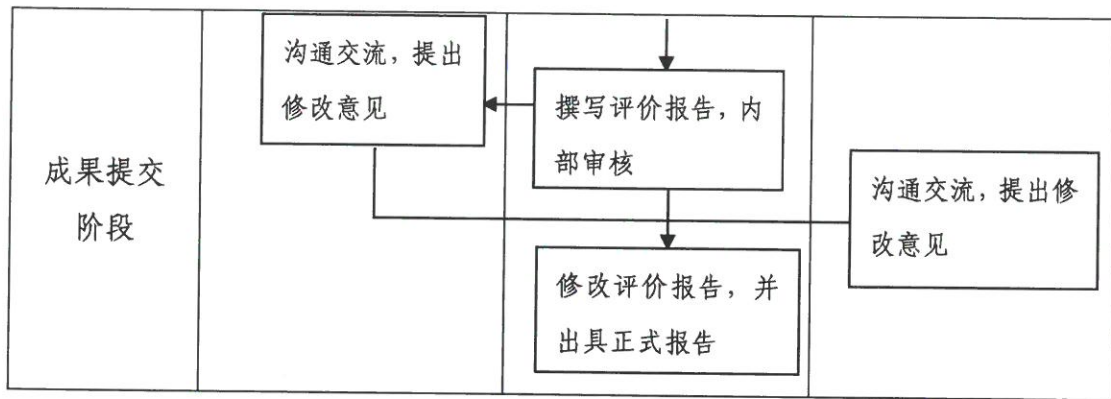 成果提交
阶段
沟通交流，提出
修改意见
撰写评价报告，内
部审核
沟通交流，提出修
改意见
修改评价报告，并
出具正式报告